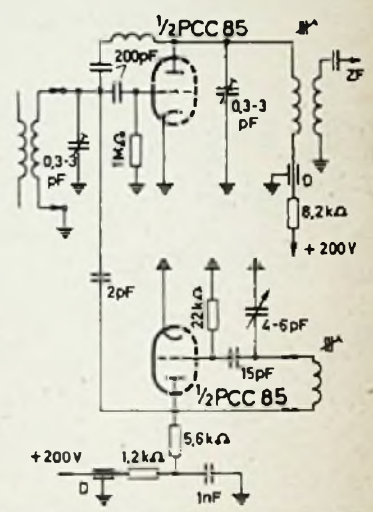 ½PCC 85
200pF
0,3-3
pF
ZF
0,3-3
pF
1MΩ
D
8,2kΩ
+ 200V
2pF
22kΩ
4-6pF
15pF
½PCC 85
5,6kΩ
+200V
1,2kΩ
D
1nF